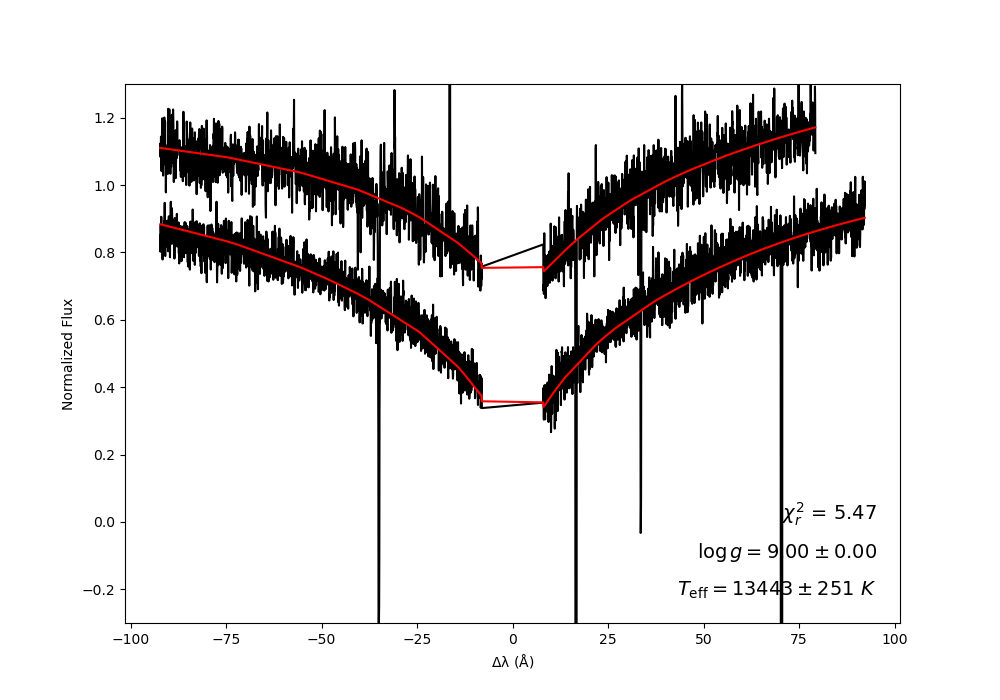 1.2
1.0
0.8
0.6
0.4
0.2
0.0
−0.2
Normalized Flux
χ²ᵣ = 5.47
log g = 9.00 ± 0.00
T_eff = 13443 ± 251 K
−100 −75 −50 −25 0 25 50 75 100
Δλ (Å)